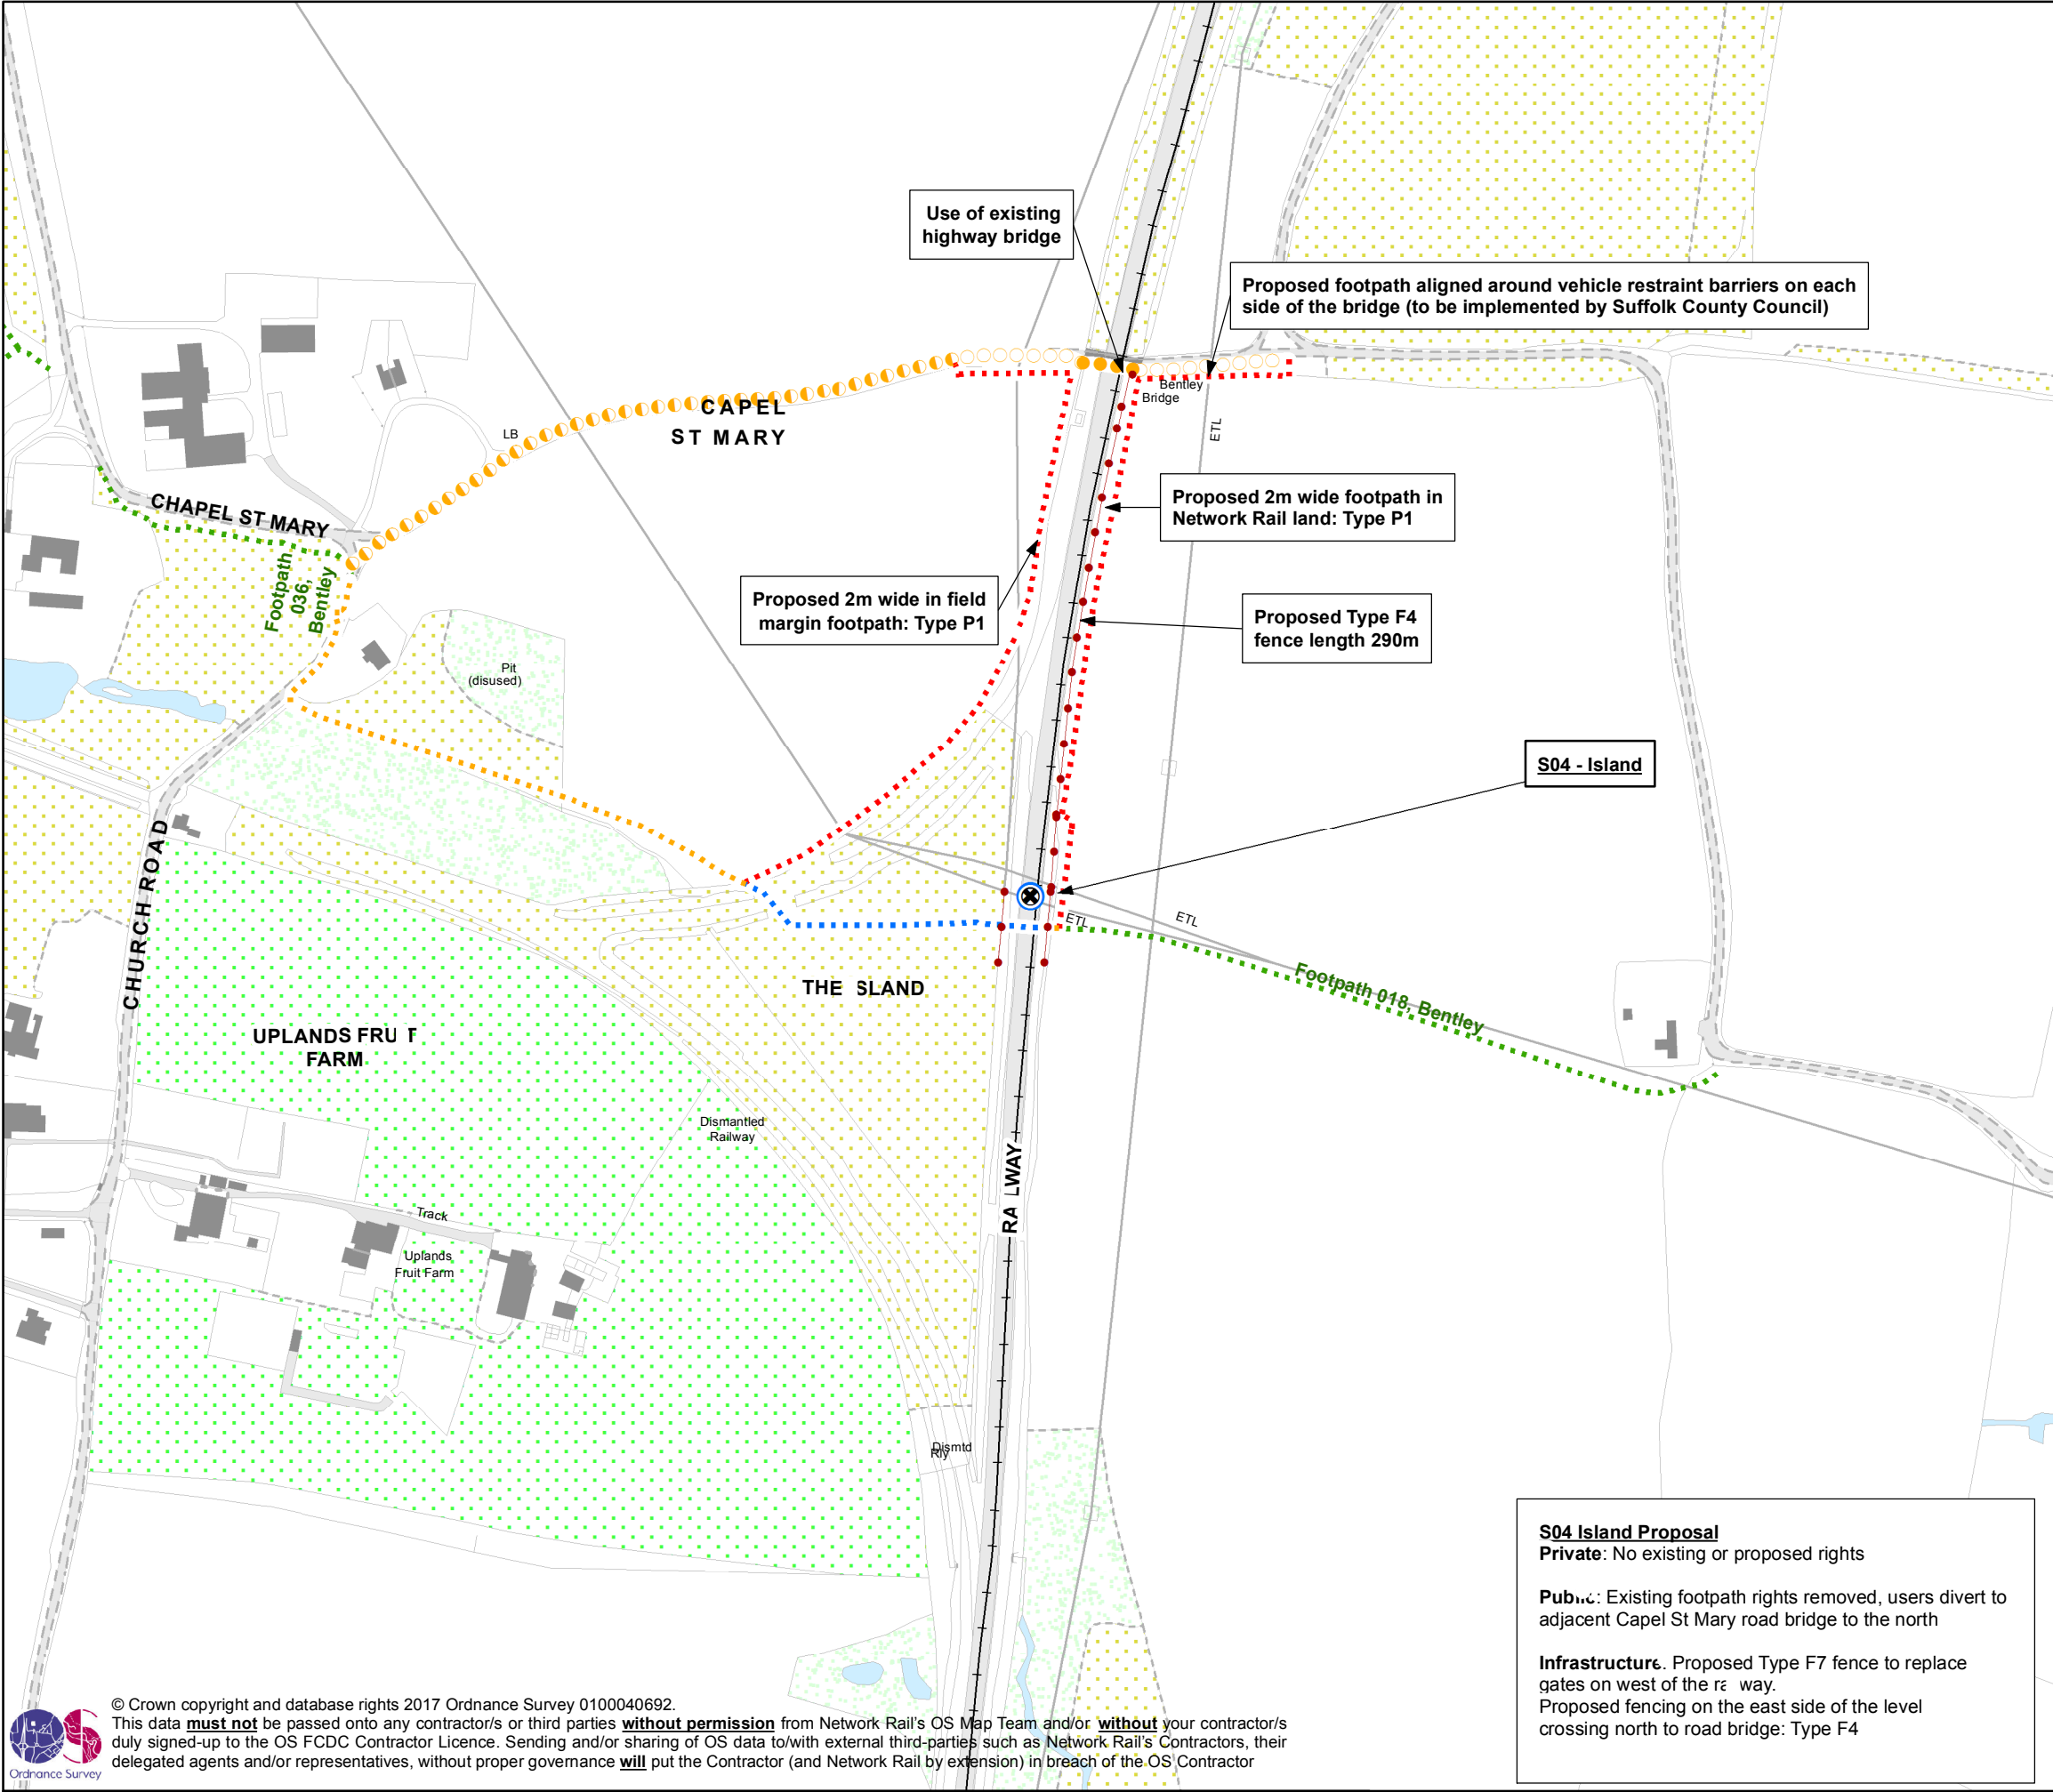 Use of existing
highway bridge
Proposed footpath aligned around vehicle restraint barriers on each
side of the bridge (to be implemented by Suffolk County Council)
Bentley
Bridge
ETL
CAPEL
ST MARY
LB
CHAPEL ST MARY
Footpath
036,
Bentley
Proposed 2m wide footpath in
Network Rail land: Type P1
Proposed 2m wide in field
margin footpath: Type P1
Proposed Type F4
fence length 290m
Pit
(disused)
S04 - Island
CHURCH ROAD
ETL
ETL
THE SLAND
Footpath 018, Bentley
UPLANDS FRU T
FARM
Dismantled
Railway
RA LWAY
Track
Uplands
Fruit Farm
Dismtd
Rly
S04 Island Proposal
Private: No existing or proposed rights
Public: Existing footpath rights removed, users divert to
adjacent Capel St Mary road bridge to the north
Infrastructure. Proposed Type F7 fence to replace
gates on west of the ra way.
Proposed fencing on the east side of the level
crossing north to road bridge: Type F4
© Crown copyright and database rights 2017 Ordnance Survey 0100040692.
This data must not be passed onto any contractor/s or third parties without permission from Network Rail's OS Map Team and/or without your contractor/s
duly signed-up to the OS FCDC Contractor Licence. Sending and/or sharing of OS data to/with external third-parties such as Network Rail's Contractors, their
delegated agents and/or representatives, without proper governance will put the Contractor (and Network Rail by extension) in breach of the OS Contractor
Ordnance Survey